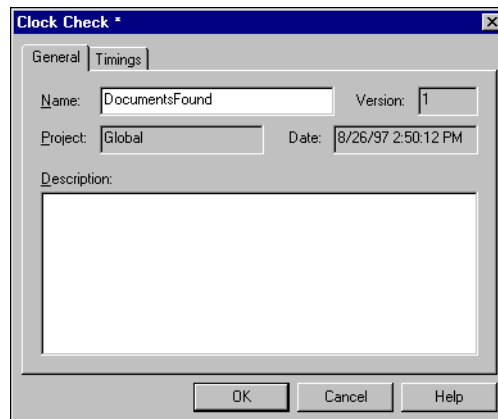 Clock Check *
General Timings
Name: DocumentsFound Version: 1
Project: Global Date: 8/26/97 2:50:12 PM
Description:
OK Cancel Help